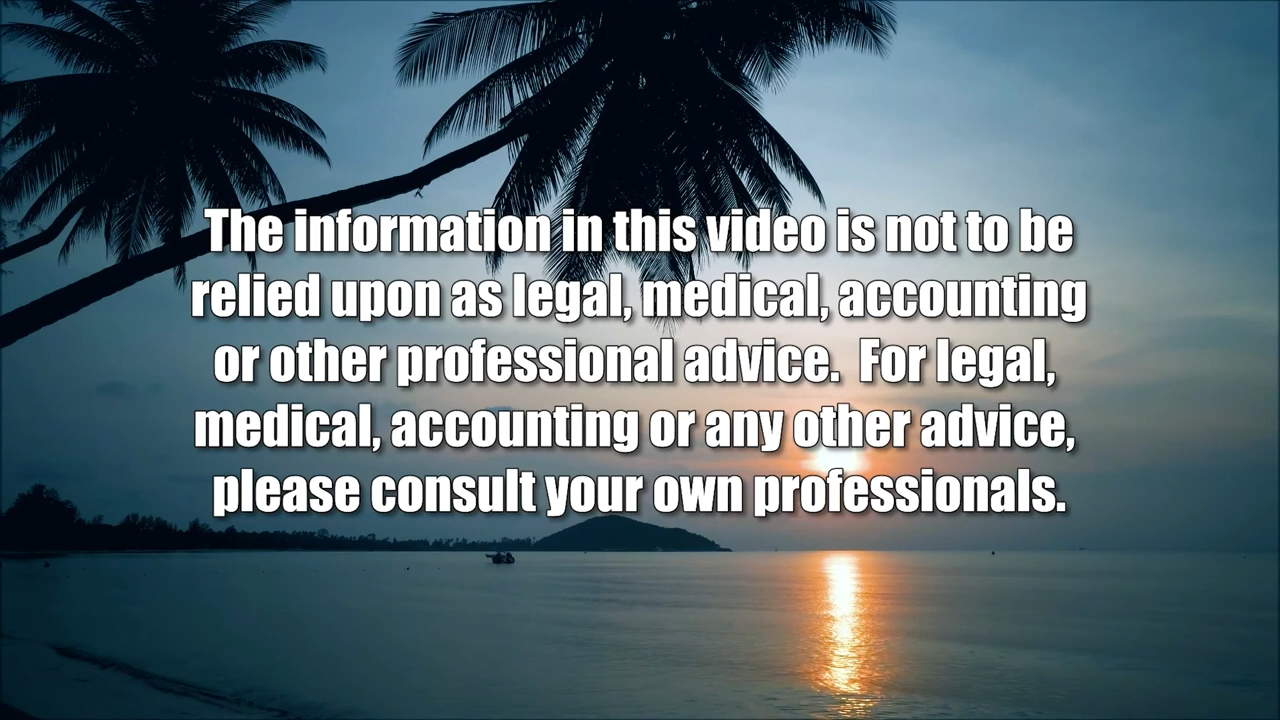 The information in this video is not to be
relied upon as legal, medical, accounting
or other professional advice.  For legal,
medical, accounting or any other advice,
please consult your own professionals.